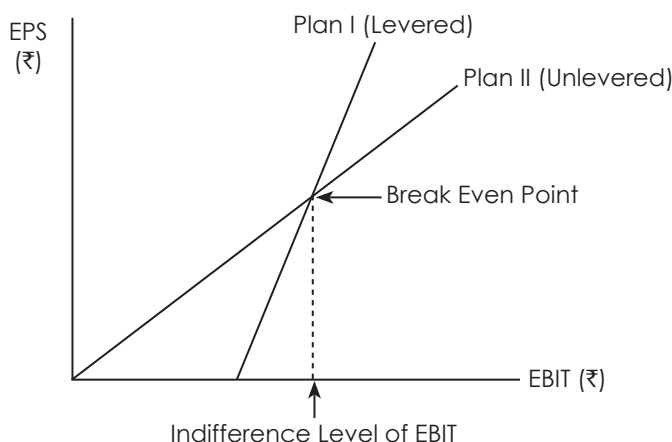 EPS
(₹)
Plan I (Levered)
Plan II (Unlevered)
Break Even Point
EBIT (₹)
Indifference Level of EBIT